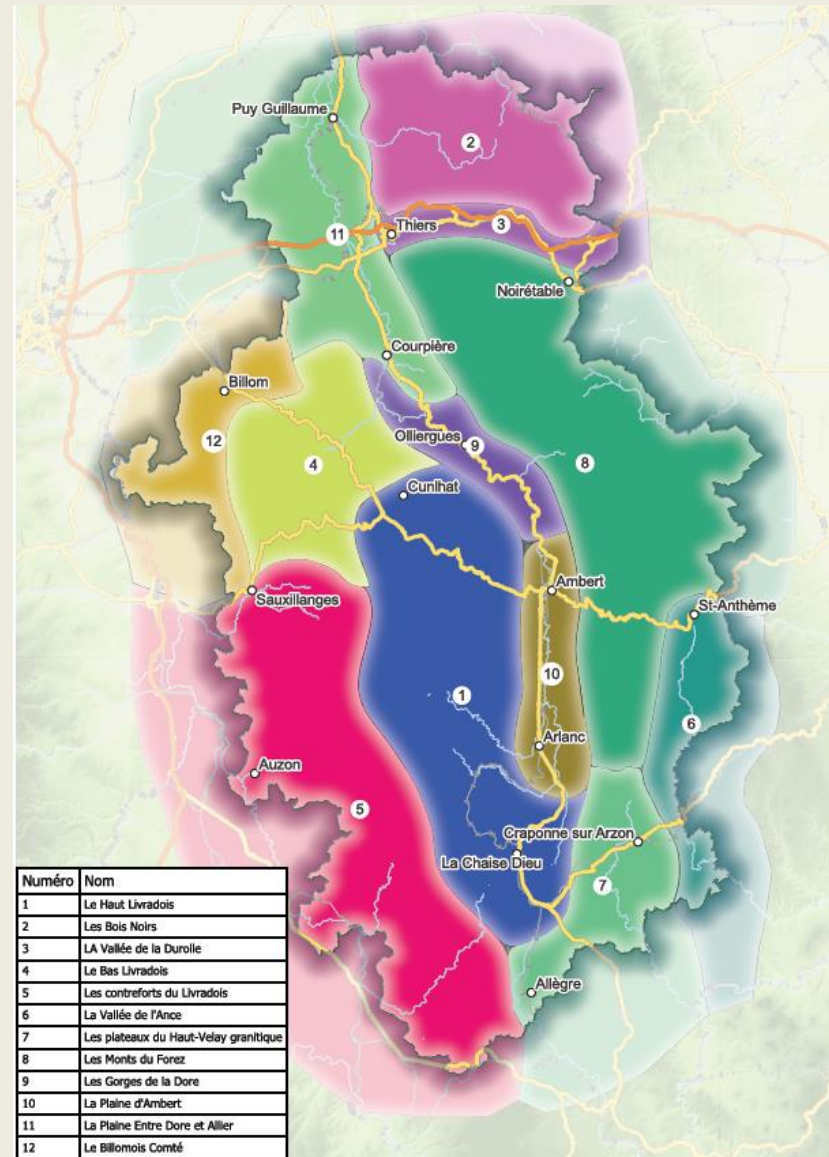 Puy Guillaume
2
Thiers
3
11
Noirétable
Courpière
Billom
12
Olliergues
9
4
8
Cunlhat
Ambert
Sauxillanges
St-Anthème
10
1
6
Arlanc
Auzon
5
Craponne sur Arzon
La Chaise Dieu
7
Allègre
Numéro Nom
1 Le Haut Livradois
2 Les Bois Noirs
3 LA Vallée de la Durolle
4 Le Bas Livradois
5 Les contreforts du Livradois
6 La Vallée de l'Ance
7 Les plateaux du Haut-Velay granitique
8 Les Monts du Forez
9 Les Gorges de la Dore
10 La Plaine d'Ambert
11 La Plaine Entre Dore et Allier
12 Le Billomois Comté